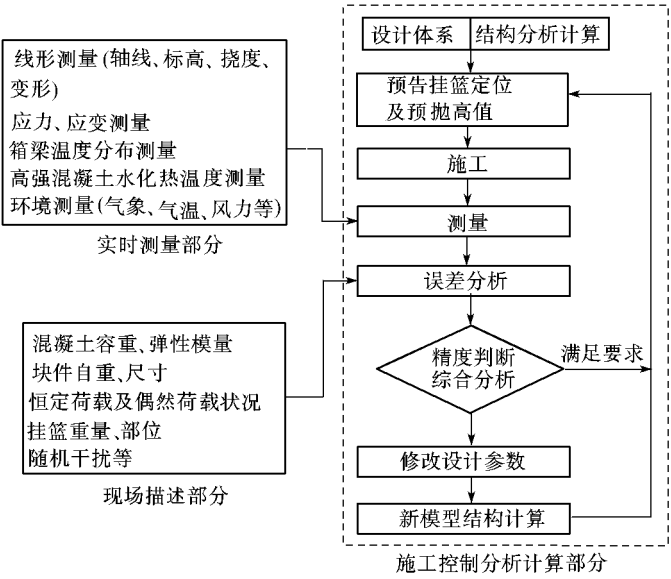 线形测量(轴线、标高、挠度、
变形)
应力、应变测量
箱梁温度分布测量
高强混凝土水化热温度测量
环境测量(气象、气温、风力等)
实时测量部分
混凝土容重、弹性模量
块件自重、尺寸
恒定荷载及偶然荷载状况
挂篮重量、部位
随机干扰等
现场描述部分
设计体系
结构分析计算
预告挂篮定位
及预抛高值
施工
测量
误差分析
精度判断
综合分析
满足要求
修改设计参数
新模型结构计算
施工控制分析计算部分